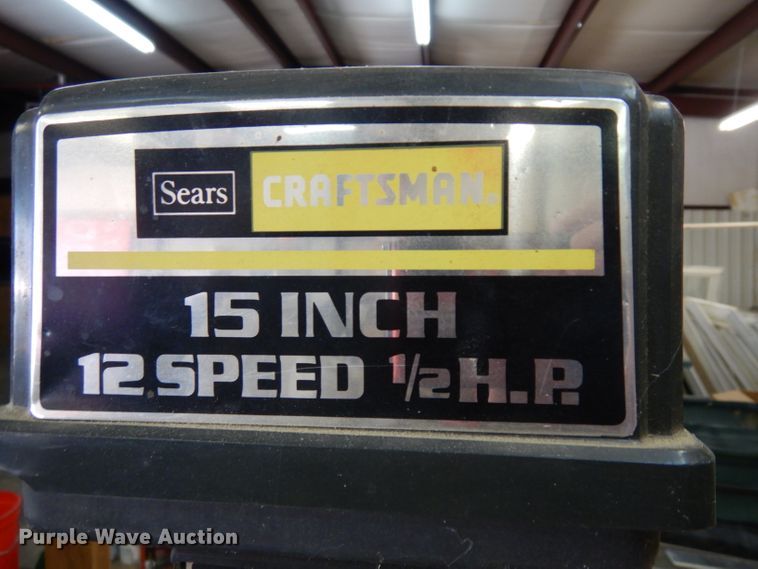 Sears CRAFTSMAN.
15 INCH
12 SPEED 1/2 H.P.
Purple Wave Auction